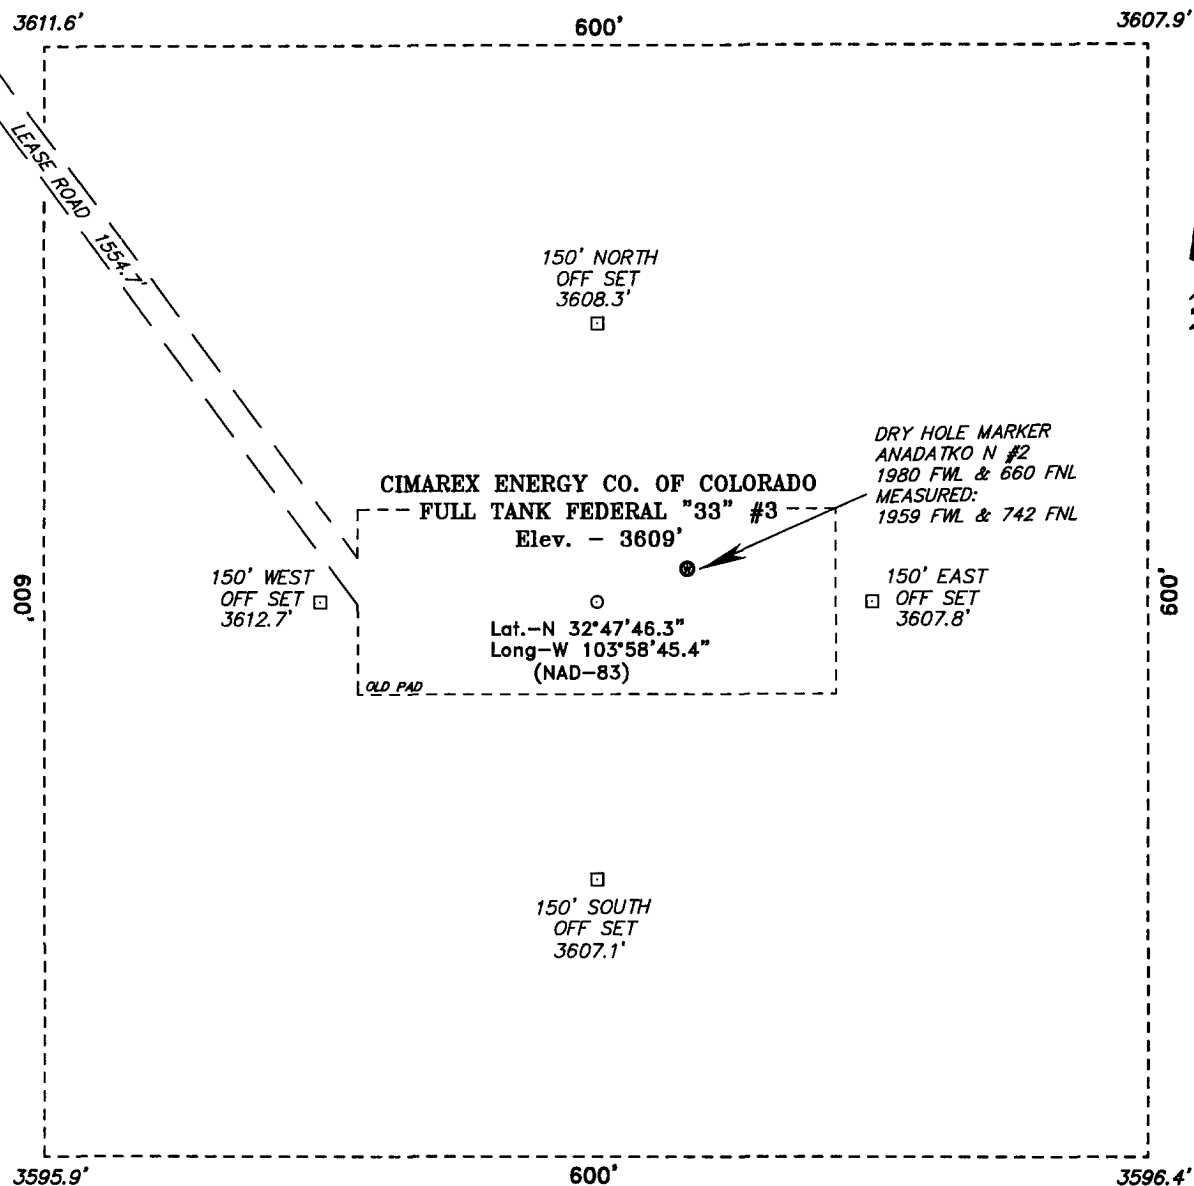 3611.6'
600'
3607.9'
LEASE ROAD 1554.7'
150' NORTH
OFF SET
3608.3'
DRY HOLE MARKER
ANADATKO N #2
1980 FWL & 660 FNL
MEASURED:
1959 FWL & 742 FNL
CIMAREX ENERGY CO. OF COLORADO
FULL TANK FEDERAL "33" #3
Elev. - 3609'
600'
150' WEST
OFF SET
3612.7'
150' EAST
OFF SET
3607.8'
600'
Lat.-N 32°47'46.3"
Long-W 103°58'45.4"
(NAD-83)
OLD PAD
150' SOUTH
OFF SET
3607.1'
3595.9'
600'
3596.4'